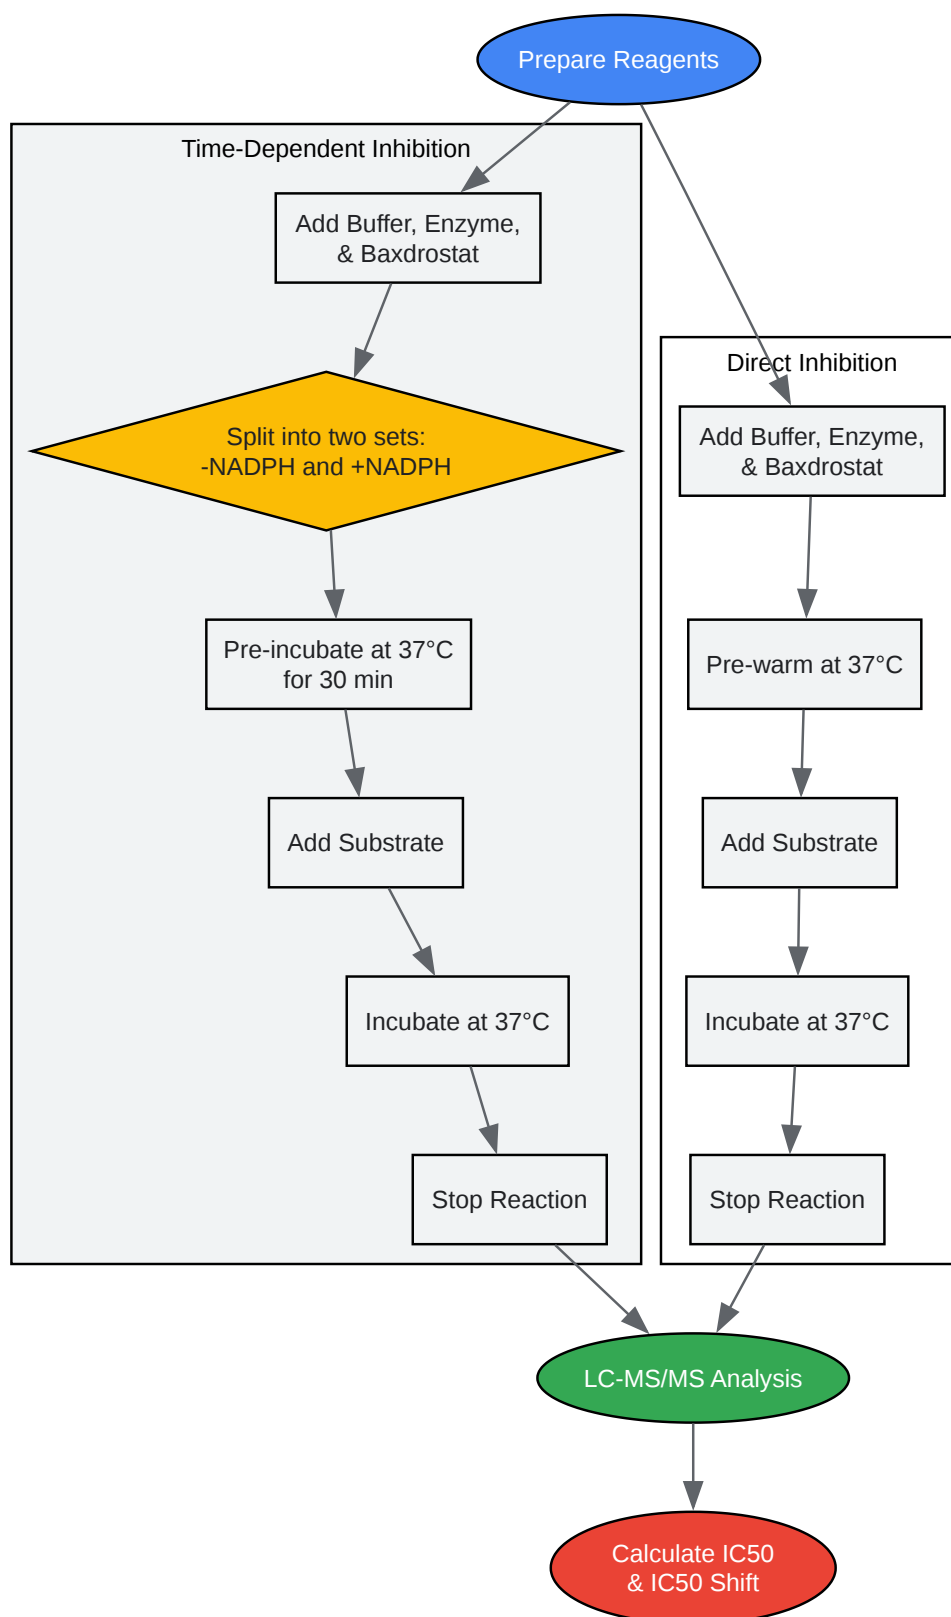 Prepare Reagents
Time-Dependent Inhibition
Add Buffer, Enzyme,
& Baxdrostat
Split into two sets:
-NADPH and +NADPH
Pre-incubate at 37°C
for 30 min
Add Substrate
Incubate at 37°C
Stop Reaction
Direct Inhibition
Add Buffer, Enzyme,
& Baxdrostat
Pre-warm at 37°C
Add Substrate
Incubate at 37°C
Stop Reaction
LC-MS/MS Analysis
Calculate IC50
& IC50 Shift